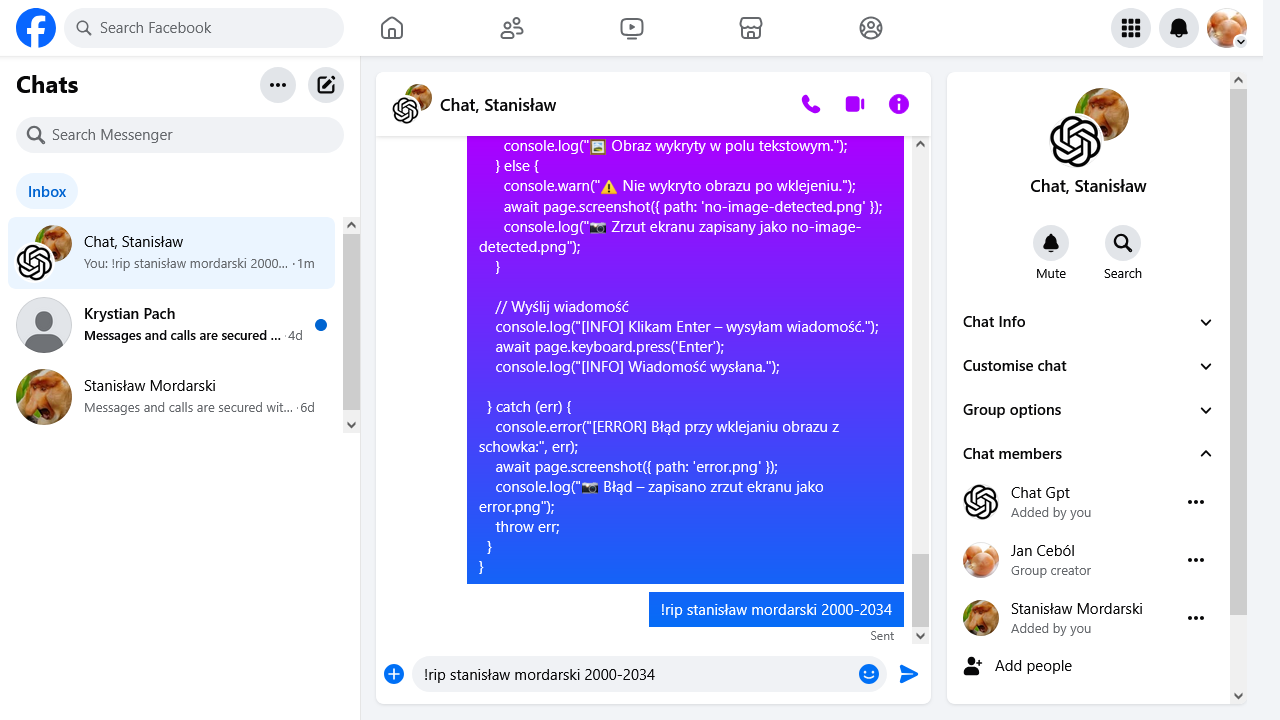 Search Facebook
Chats
Search Messenger
Inbox
Chat, Stanisław
You: !rip stanisław mordarski 2000... · 1m
Krystian Pach
Messages and calls are secured ... · 4d
Stanisław Mordarski
Messages and calls are secured wit... · 6d
Chat, Stanisław
console.log("🖼️ Obraz wykryty w polu tekstowym.");
} else {
console.warn("⚠️ Nie wykryto obrazu po wklejeniu.");
await page.screenshot({ path: 'no-image-detected.png' });
console.log("📷 Zrzut ekranu zapisany jako no-image-
detected.png");
}
// Wyślij wiadomość
console.log("[INFO] Klikam Enter – wysyłam wiadomość.");
await page.keyboard.press('Enter');
console.log("[INFO] Wiadomość wysłana.");
} catch (err) {
console.error("[ERROR] Błąd przy wklejaniu obrazu z
schowka:", err);
await page.screenshot({ path: 'error.png' });
console.log("📷 Błąd – zapisano zrzut ekranu jako
error.png");
throw err;
}
}
!rip stanisław mordarski 2000-2034
Sent
!rip stanisław mordarski 2000-2034
Chat, Stanisław
Mute
Search
Chat Info
Customise chat
Group options
Chat members
Chat Gpt
Added by you
Jan Ceból
Group creator
Stanisław Mordarski
Added by you
Add people